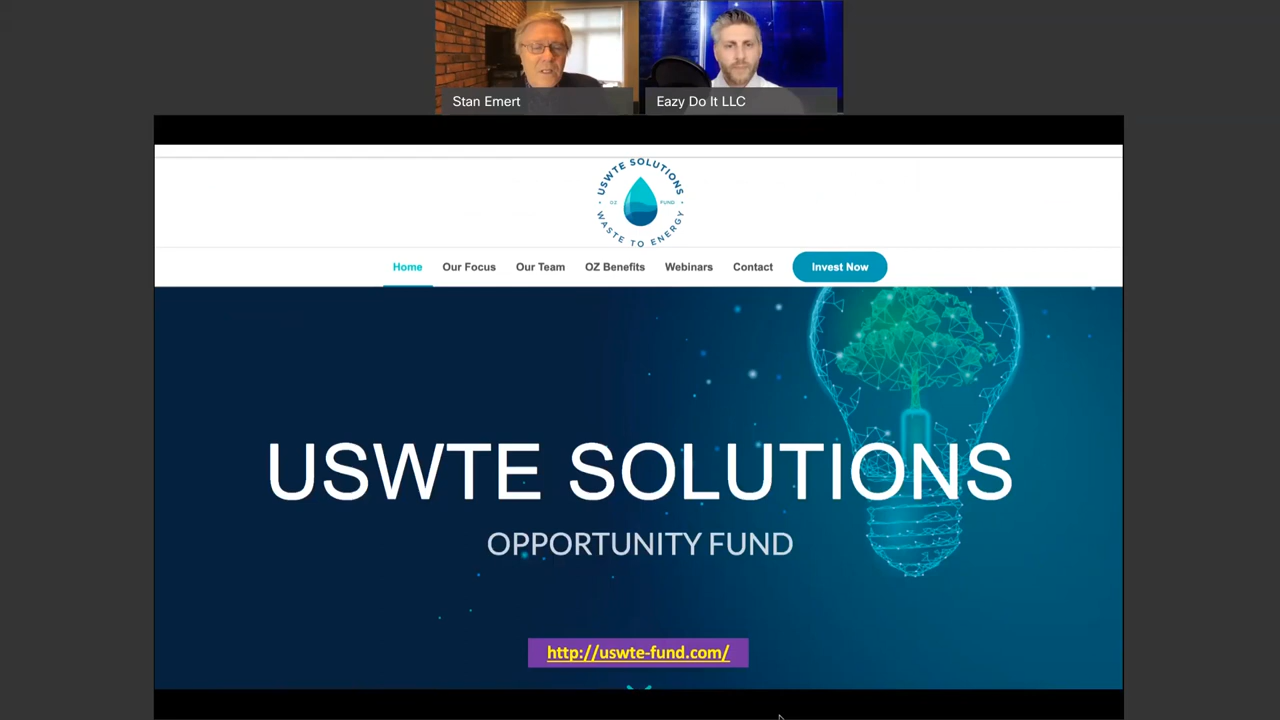 Stan Emert
Eazy Do It LLC
USWTE SOLUTIONS
OZ FUND
WASTE TO ENERGY
Home Our Focus Our Team OZ Benefits Webinars Contact Invest Now
USWTE SOLUTIONS
OPPORTUNITY FUND
http://uswte-fund.com/